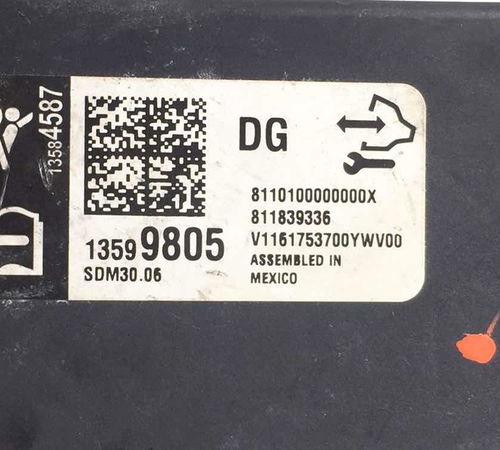 13584587
DG
8110100000000X
811839336
V1161753700YWV00
ASSEMBLED IN
MEXICO
13599805
SDM30.06